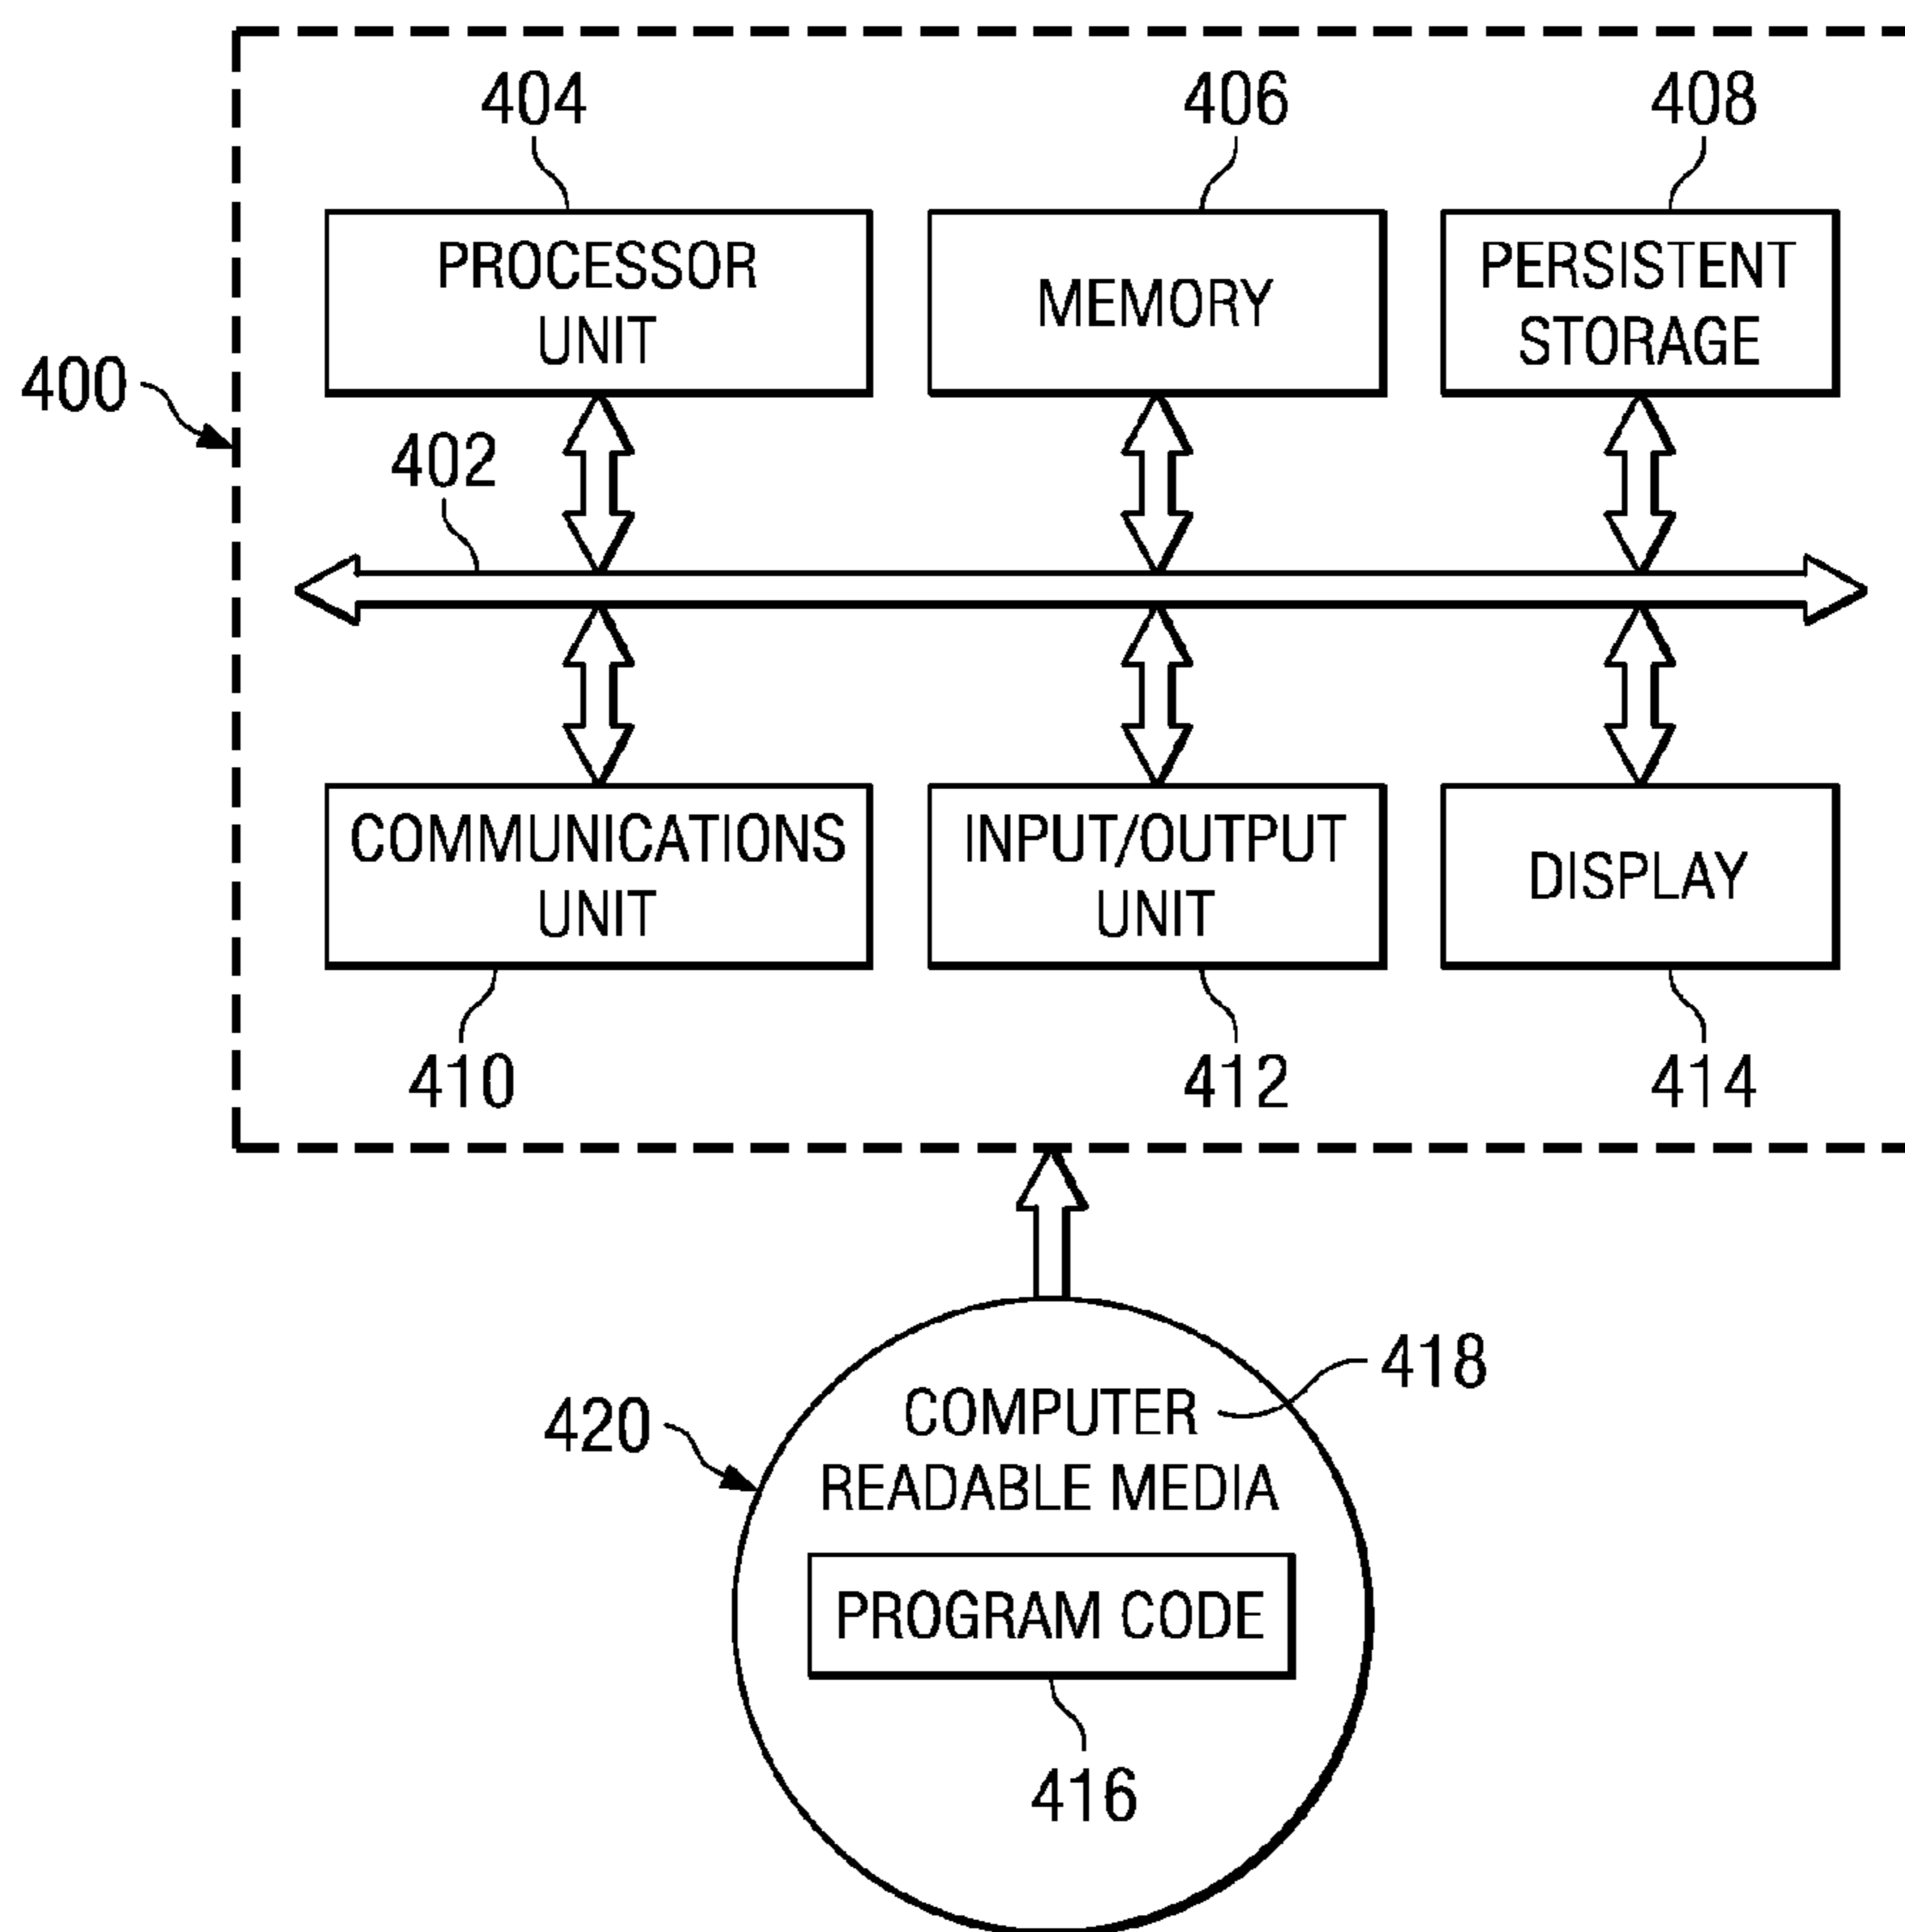 404
406
408
PROCESSOR
UNIT
MEMORY
PERSISTENT
STORAGE
400
402
COMMUNICATIONS
UNIT
INPUT/OUTPUT
UNIT
DISPLAY
410
412
414
418
420
COMPUTER
READABLE MEDIA
PROGRAM CODE
416